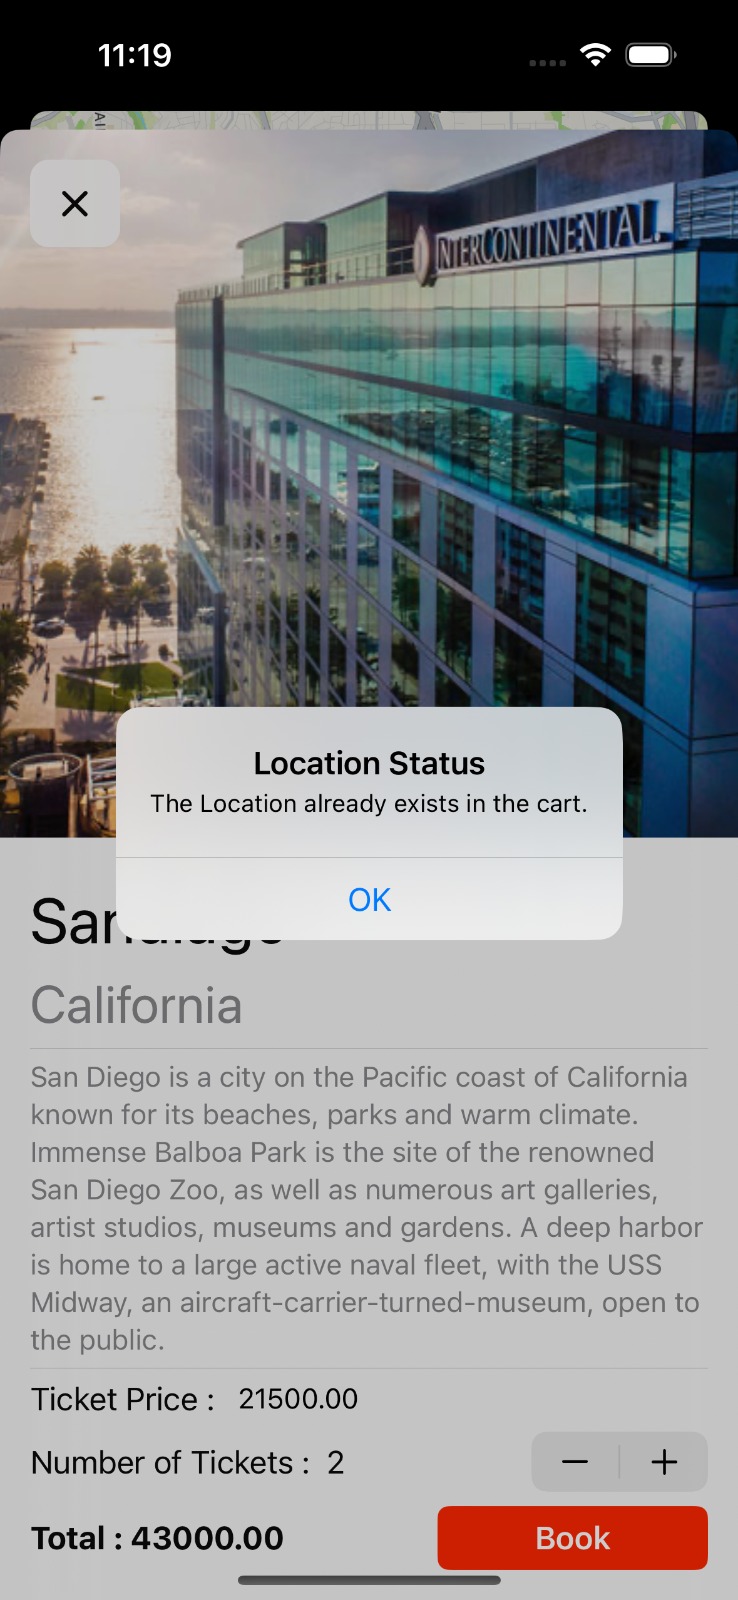 11:19
INTERCONTINENTAL.
Location Status
The Location already exists in the cart.
OK
California
San Diego is a city on the Pacific coast of California
known for its beaches, parks and warm climate.
Immense Balboa Park is the site of the renowned
San Diego Zoo, as well as numerous art galleries,
artist studios, museums and gardens. A deep harbor
is home to a large active naval fleet, with the USS
Midway, an aircraft-carrier-turned-museum, open to
the public.
Ticket Price : 21500.00
Number of Tickets : 2
Total : 43000.00 Book